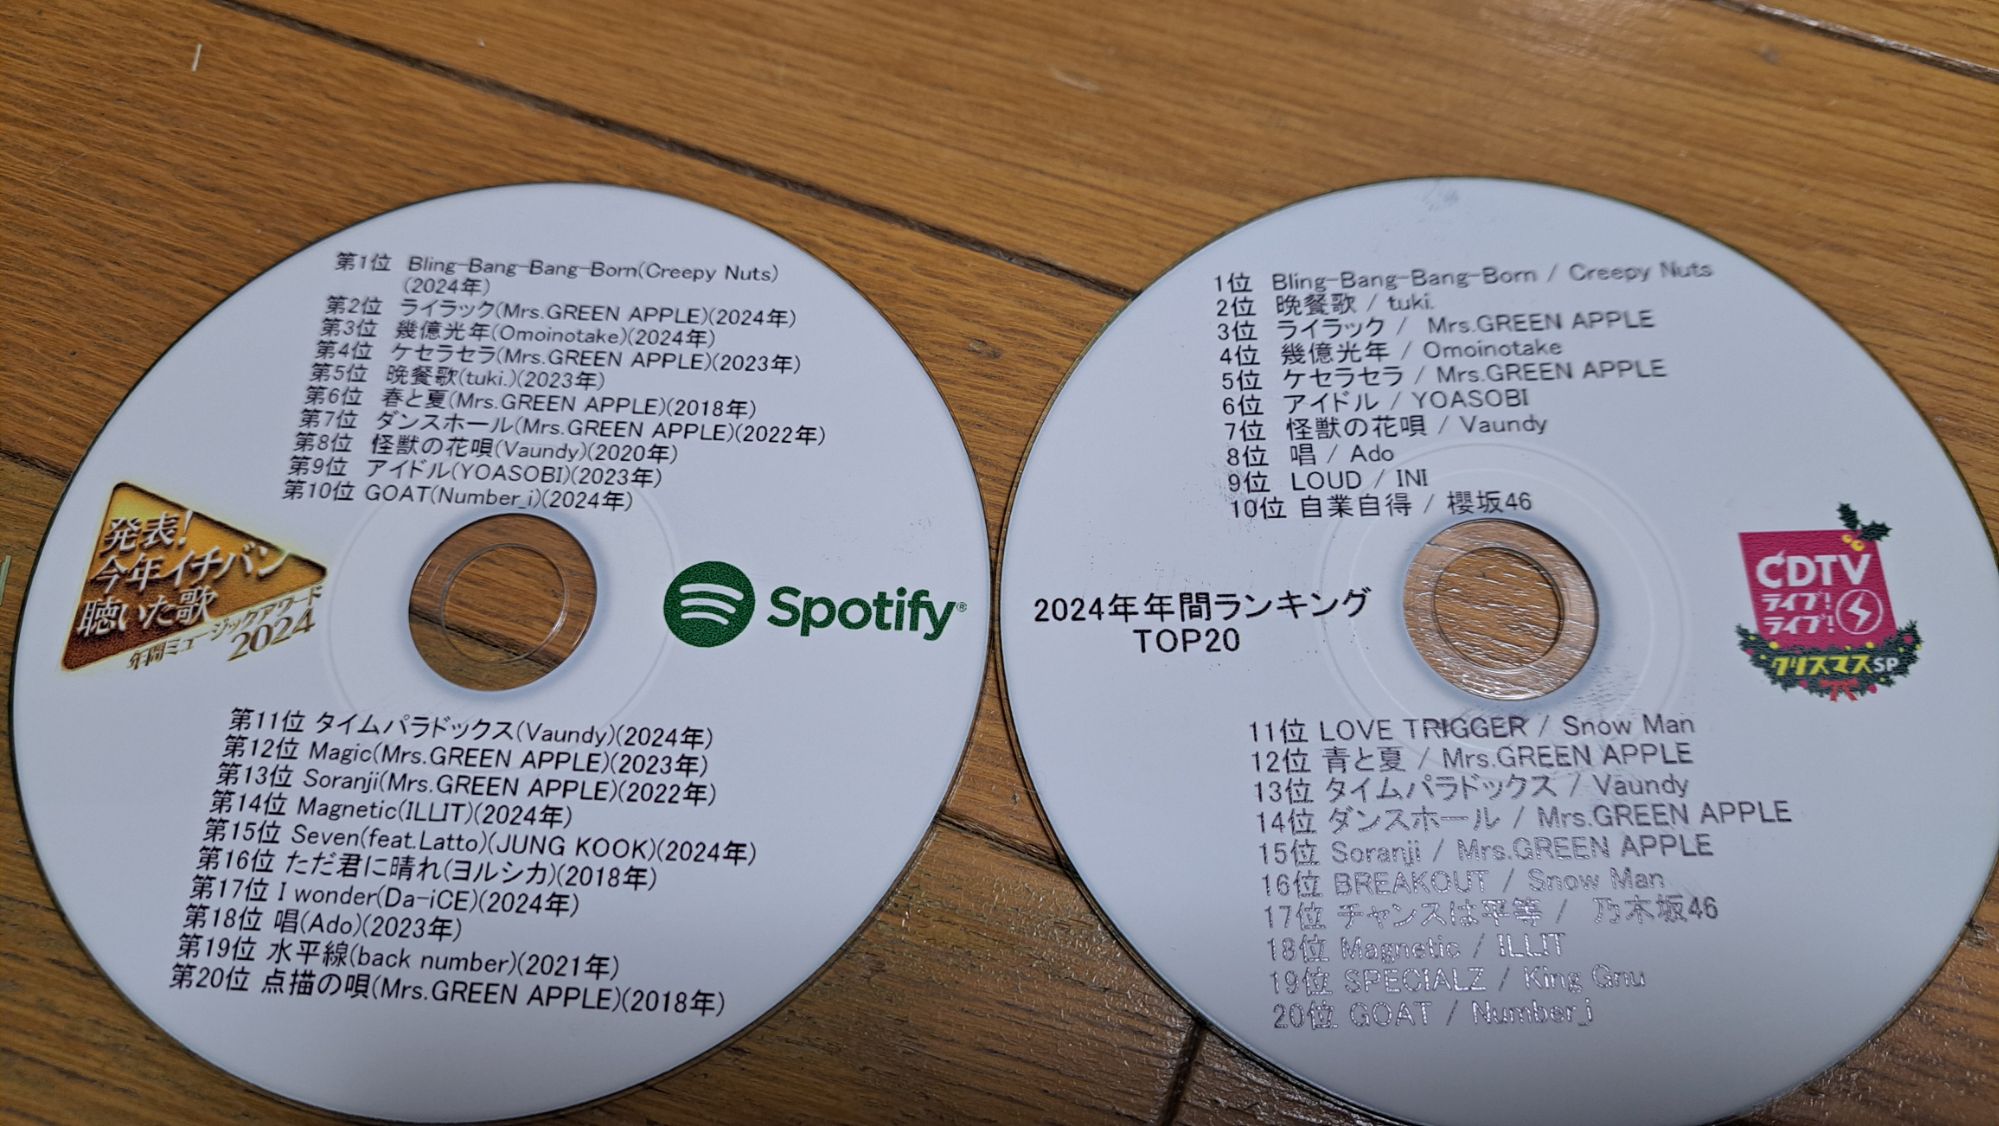 第1位 Bling-Bang-Bang-Born(Creepy Nuts)
(2024年)
第2位 ライラック(Mrs.GREEN APPLE)(2024年)
第3位 幾億光年(Omoinotake)(2024年)
第4位 ケセラセラ(Mrs.GREEN APPLE)(2023年)
第5位 晩餐歌(tuki.)(2023年)
第6位 春と夏(Mrs.GREEN APPLE)(2018年)
第7位 ダンスホール(Mrs.GREEN APPLE)(2022年)
第8位 怪獣の花唄(Vaundy)(2020年)
第9位 アイドル(YOASOBI)(2023年)
第10位 GOAT(Number_i)(2024年)
発表!
今年イチバン
聴いた歌
年間ミュージックアワード
2024
Spotify®
第11位 タイムパラドックス(Vaundy)(2024年)
第12位 Magic(Mrs.GREEN APPLE)(2023年)
第13位 Soranji(Mrs.GREEN APPLE)(2022年)
第14位 Magnetic(ILLIT)(2024年)
第15位 Seven(feat.Latto)(JUNG KOOK)(2024年)
第16位 ただ君に晴れ(ヨルシカ)(2018年)
第17位 I wonder(Da-iCE)(2024年)
第18位 唱(Ado)(2023年)
第19位 水平線(back number)(2021年)
第20位 点描の唄(Mrs.GREEN APPLE)(2018年)
1位 Bling-Bang-Bang-Born / Creepy Nuts
2位 晩餐歌 / tuki.
3位 ライラック / Mrs.GREEN APPLE
4位 幾億光年 / Omoinotake
5位 ケセラセラ / Mrs.GREEN APPLE
6位 アイドル / YOASOBI
7位 怪獣の花唄 / Vaundy
8位 唱 / Ado
9位 LOUD / INI
10位 自業自得 / 櫻坂46
2024年年間ランキング
TOP20
CDTV
ライブ!
ライブ!
クリスマスSP
11位 LOVE TRIGGER / Snow Man
12位 青と夏 / Mrs.GREEN APPLE
13位 タイムパラドックス / Vaundy
14位 ダンスホール / Mrs.GREEN APPLE
15位 Soranji / Mrs.GREEN APPLE
16位 BREAKOUT / Snow Man
17位 チャンスは平等 / 乃木坂46
18位 Magnetic / ILLIT
19位 SPECIALZ / King Gnu
20位 GOAT / Number_i